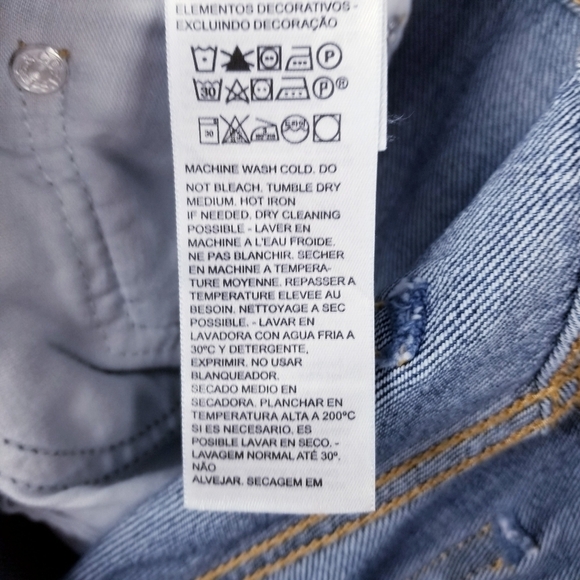 ELEMENTOS DECORATIVOS -
EXCLUINDO DECORAÇÃO
P
30 P®
30
MACHINE WASH COLD. DO
NOT BLEACH. TUMBLE DRY
MEDIUM. HOT IRON
IF NEEDED. DRY CLEANING
POSSIBLE - LAVER EN
MACHINE A L'EAU FROIDE.
NE PAS BLANCHIR. SECHER
EN MACHINE A TEMPERA-
TURE MOYENNE. REPASSER A
TEMPERATURE ELEVEE AU
BESOIN. NETTOYAGE A SEC
POSSIBLE. - LAVAR EN
LAVADORA CON AGUA FRIA A
30ºC Y DETERGENTE,
EXPRIMIR. NO USAR
BLANQUEADOR.
SECADO MEDIO EN
SECADORA. PLANCHAR EN
TEMPERATURA ALTA A 200ºC
SI ES NECESARIO. ES
POSIBLE LAVAR EN SECO. -
LAVAGEM NORMAL ATÉ 30º.
NÃO
ALVEJAR. SECAGEM EM